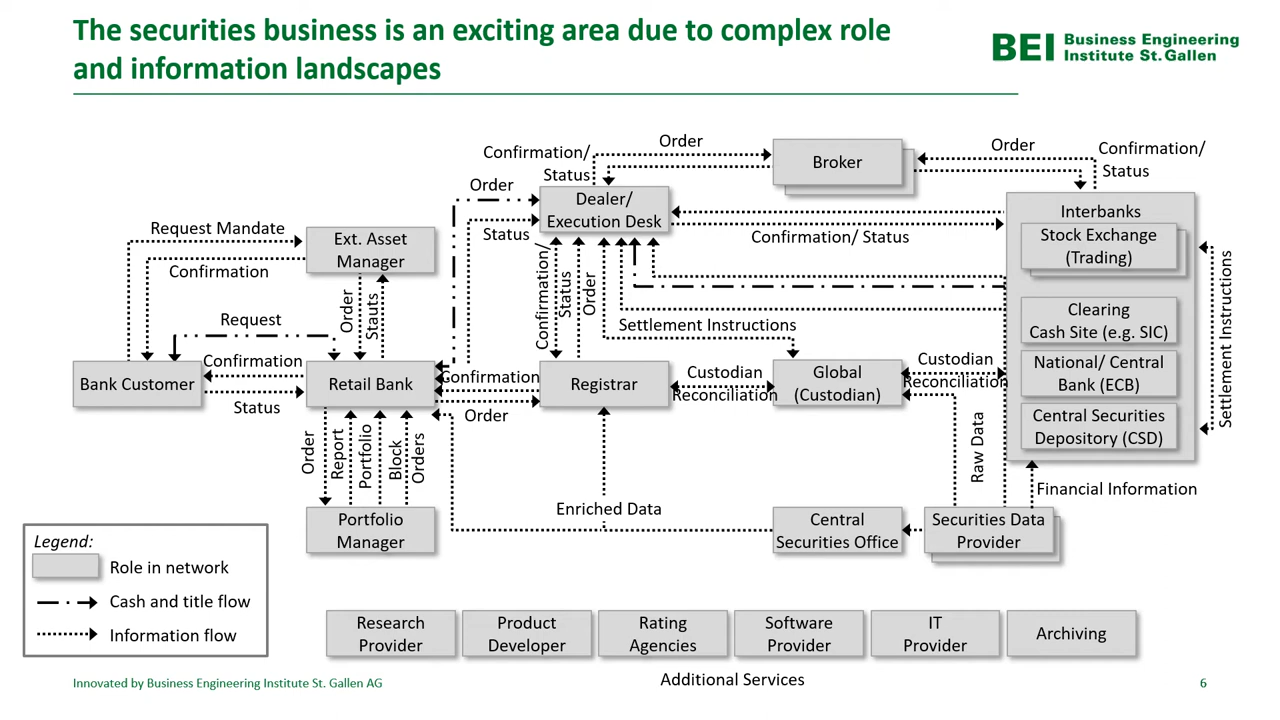 The securities business is an exciting area due to complex role
and information landscapes
BEI Business Engineering
Institute St. Gallen
Order
Confirmation/
Status
Broker
Order
Confirmation/
Status
Order
Status
Dealer/
Execution Desk
Confirmation/ Status
Interbanks
Stock Exchange
(Trading)
Clearing
Cash Site (e.g. SIC)
National/ Central
Bank (ECB)
Central Securities
Depository (CSD)
Settlement Instructions
Request Mandate
Confirmation
Ext. Asset
Manager
Order
Stauts
Request
Confirmation/
Status
Order
Settlement Instructions
Bank Customer
Confirmation
Status
Retail Bank
Confirmation
Order
Registrar
Custodian
Reconciliation
Global
(Custodian)
Custodian
Reconciliation
Order
Report
Portfolio
Block
Orders
Raw Data
Financial Information
Portfolio
Manager
Enriched Data
Central
Securities Office
Securities Data
Provider
Legend:
Role in network
Cash and title flow
Information flow
Research
Provider
Product
Developer
Rating
Agencies
Software
Provider
IT
Provider
Archiving
Additional Services
Innovated by Business Engineering Institute St. Gallen AG
6